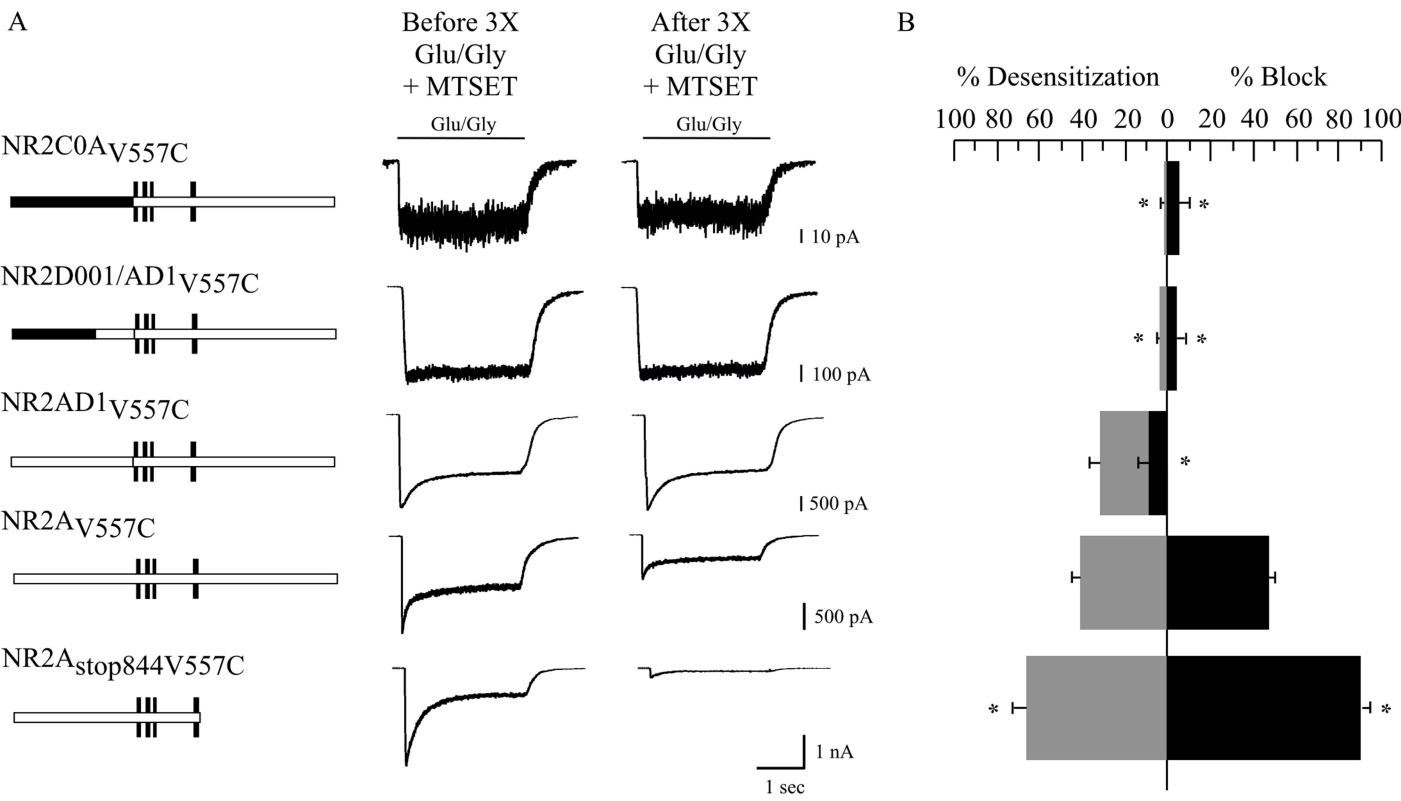 A
Before 3X
Glu/Gly
+ MTSET
After 3X
Glu/Gly
+ MTSET
B
% Desensitization
% Block
Glu/Gly
Glu/Gly
100 80 60 40 20 0 20 40 60 80 100
NR2C0AV557C
* *
10 pA
NR2D001/AD1V557C
* *
100 pA
NR2AD1V557C
*
500 pA
NR2AV557C
500 pA
NR2Astop844V557C
* *
1 nA
1 sec